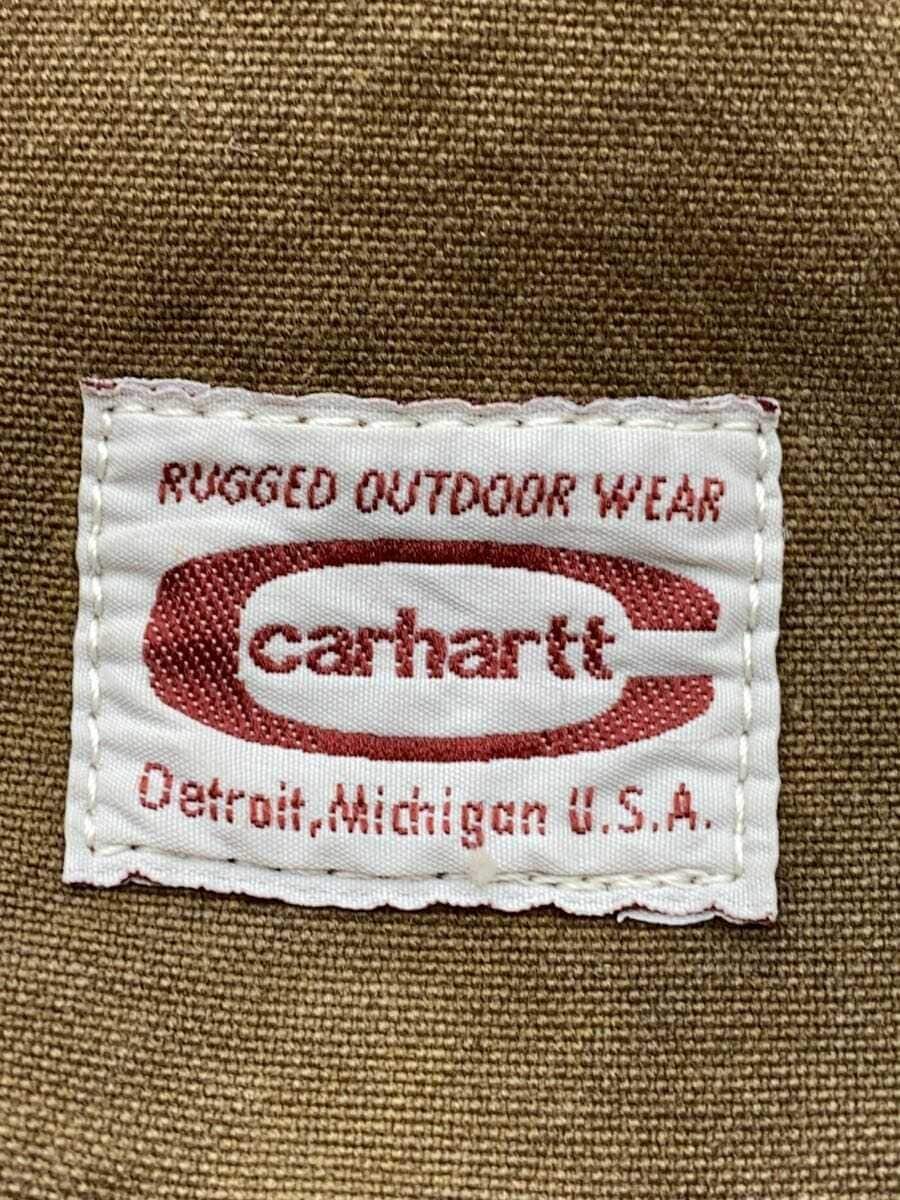 RUGGED OUTDOOR WEAR
carhartt
Detroit, Michigan U.S.A.